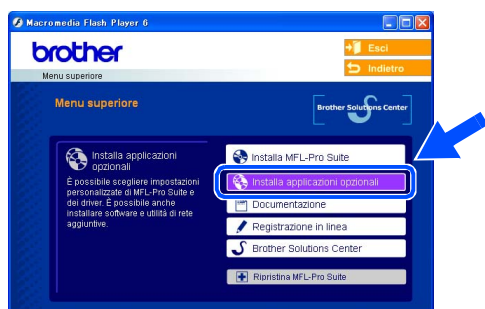 Macromedia Flash Player 6
brother
Esci
Menu superiore
Indietro
Menu superiore
Brother Solutions Center
Installa applicazioni
opzionali
È possibile scegliere impostazioni
personalizzate di MFL-Pro Suite e
dei driver. È possibile anche
installare software e utilità di rete
aggiuntive.
Installa MFL-Pro Suite
Installa applicazioni opzionali
Documentazione
Registrazione in linea
Brother Solutions Center
Ripristina MFL-Pro Suite